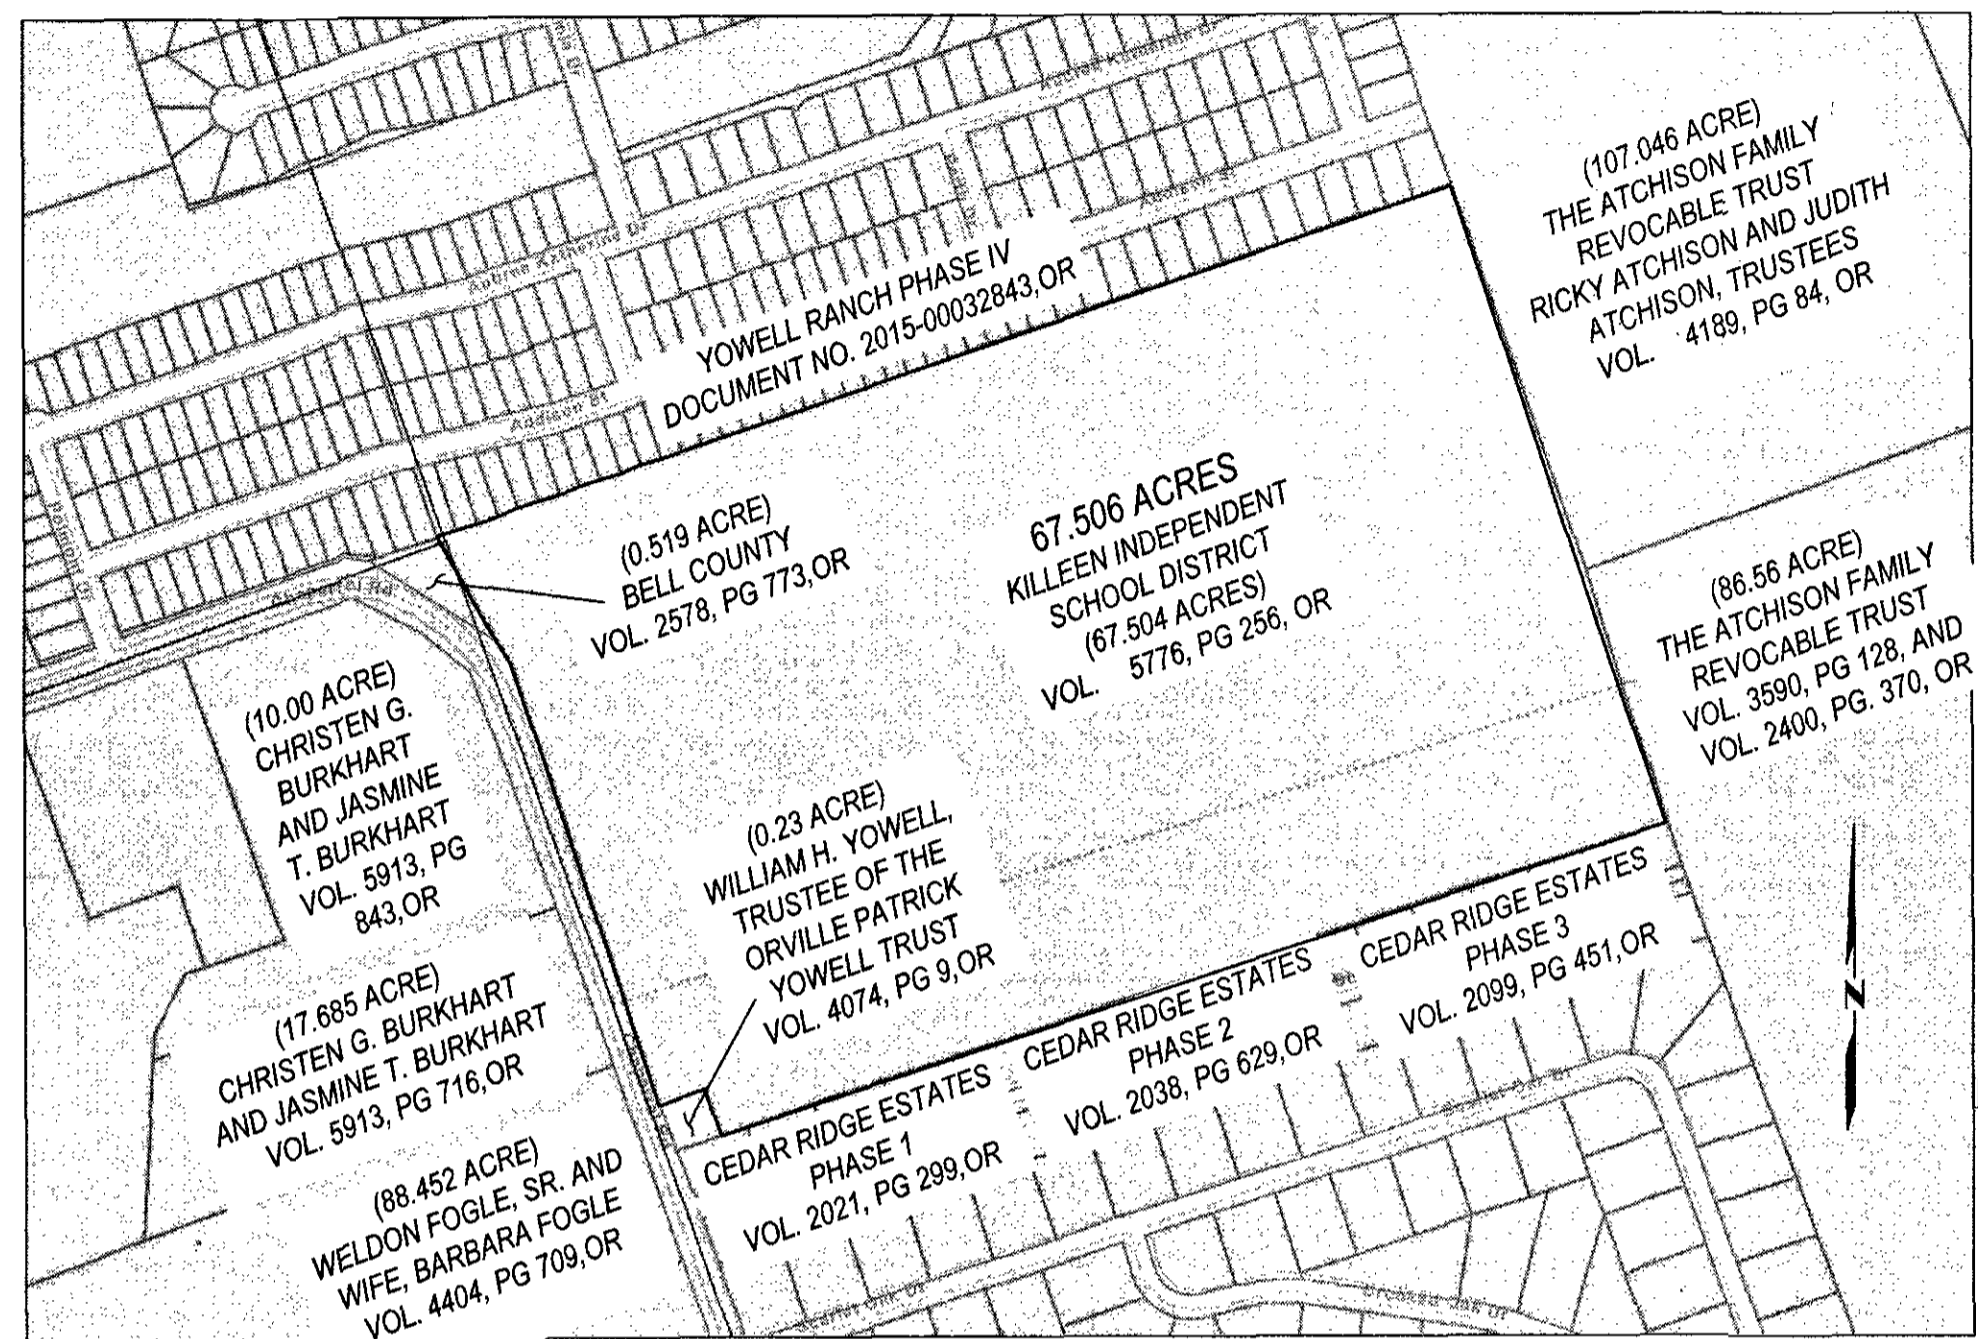 YOWELL RANCH PHASE IV
DOCUMENT NO. 2015-00032843,OR
(107.046 ACRE)
THE ATCHISON FAMILY
REVOCABLE TRUST
RICKY ATCHISON AND JUDITH
ATCHISON, TRUSTEES
VOL. 4189, PG 84, OR
Aubrne Katherine Dr
Addison St
(0.519 ACRE)
BELL COUNTY
VOL. 2578, PG 773,OR
67.506 ACRES
KILLEEN INDEPENDENT
SCHOOL DISTRICT
(67.504 ACRES)
VOL. 5776, PG 256, OR
(86.56 ACRE)
THE ATCHISON FAMILY
REVOCABLE TRUST
VOL. 3590, PG 128, AND
VOL. 2400, PG. 370, OR
(10.00 ACRE)
CHRISTEN G.
BURKHART
AND JASMINE
T. BURKHART
VOL. 5913, PG
843,OR
(0.23 ACRE)
WILLIAM H. YOWELL,
TRUSTEE OF THE
ORVILLE PATRICK
YOWELL TRUST
VOL. 4074, PG 9,OR
(17.685 ACRE)
CHRISTEN G. BURKHART
AND JASMINE T. BURKHART
VOL. 5913, PG 716,OR
(88.452 ACRE)
WELDON FOGLE, SR. AND
WIFE, BARBARA FOGLE
VOL. 4404, PG 709,OR
CEDAR RIDGE ESTATES
PHASE 1
VOL. 2021, PG 299,OR
CEDAR RIDGE ESTATES
PHASE 2
VOL. 2038, PG 629,OR
CEDAR RIDGE ESTATES
PHASE 3
VOL. 2099, PG 451,OR
N